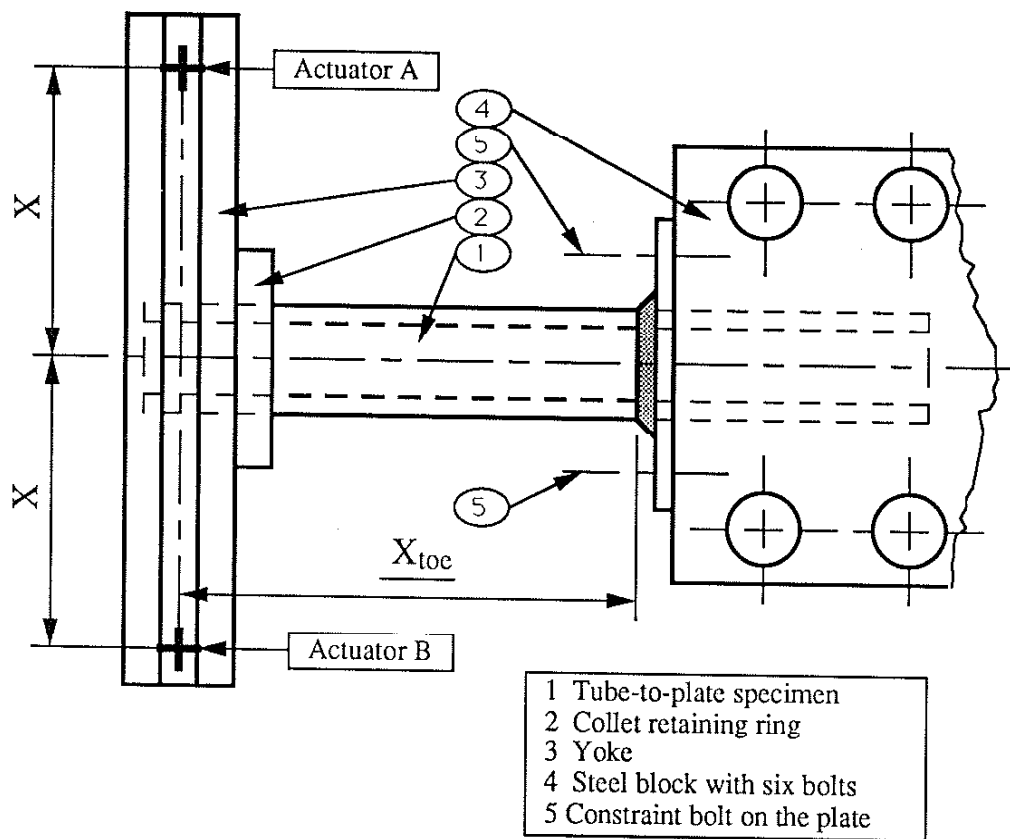 Actuator A
4
5
3
2
1
X
X
5
Xtoe
Actuator B
1 Tube-to-plate specimen
2 Collet retaining ring
3 Yoke
4 Steel block with six bolts
5 Constraint bolt on the plate